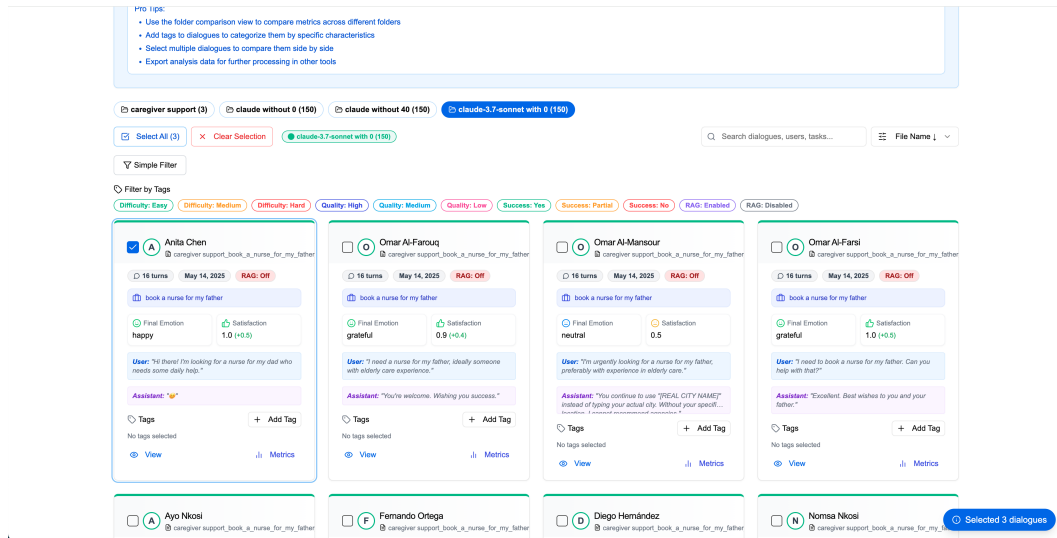 Pro Tips:
• Use the folder comparison view to compare metrics across different folders
• Add tags to dialogues to categorize them by specific characteristics
• Select multiple dialogues to compare them side by side
• Export analysis data for further processing in other tools
caregiver support (3) claude without 0 (150) claude without 40 (150) claude-3.7-sonnet with 0 (150)
Select All (3) Clear Selection claude-3.7-sonnet with 0 (150) Search dialogues, users, tasks... File Name ↓
Simple Filter
Filter by Tags
Difficulty: Easy Difficulty: Medium Difficulty: Hard Quality: High Quality: Medium Quality: Low Success: Yes Success: Partial Success: No RAG: Enabled RAG: Disabled
A Anita Chen
caregiver support_book_a_nurse_for_my_father
16 turns May 14, 2025 RAG: Off
book a nurse for my father
Final Emotion Satisfaction
happy 1.0 (+0.5)
User: "Hi there! I'm looking for a nurse for my dad who
needs some daily help."
Assistant: "🤝"
Tags + Add Tag
No tags selected
View Metrics
O Omar Al-Farouq
caregiver support_book_a_nurse_for_my_father
16 turns May 14, 2025 RAG: Off
book a nurse for my father
Final Emotion Satisfaction
grateful 0.9 (+0.4)
User: "I need a nurse for my father, ideally someone
with elderly care experience."
Assistant: "You're welcome. Wishing you success."
Tags + Add Tag
No tags selected
View Metrics
O Omar Al-Mansour
caregiver support_book_a_nurse_for_my_father
16 turns May 14, 2025 RAG: Off
book a nurse for my father
Final Emotion Satisfaction
neutral 0.5
User: "I'm urgently looking for a nurse for my father,
preferably with experience in elderly care."
Assistant: "You continue to use "[REAL CITY NAME]"
instead of typing your actual city. Without your specifi...
Tags + Add Tag
No tags selected
View Metrics
O Omar Al-Farsi
caregiver support_book_a_nurse_for_my_father
16 turns May 14, 2025 RAG: Off
book a nurse for my father
Final Emotion Satisfaction
grateful 1.0 (+0.5)
User: "I need to book a nurse for my father. Can you
help with that?"
Assistant: "Excellent. Best wishes to you and your
father."
Tags + Add Tag
No tags selected
View Metrics
A Ayo Nkosi
caregiver support_book_a_nurse_for_my_father
F Fernando Ortega
caregiver support_book_a_nurse_for_my_father
D Diego Hernández
caregiver support_book_a_nurse_for_my_father
N Nomsa Nkosi
caregiver support_book_a_nurse_for_my
Selected 3 dialogues